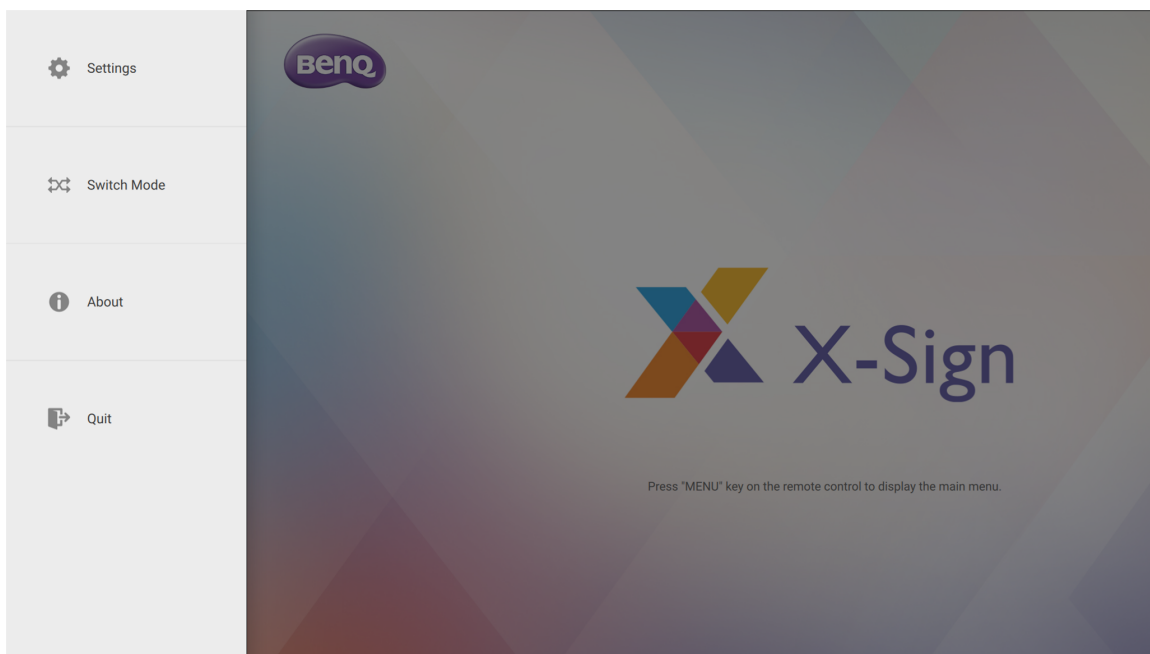 Settings
BenQ
Switch Mode
About
X-Sign
Quit
Press "MENU" key on the remote control to display the main menu.